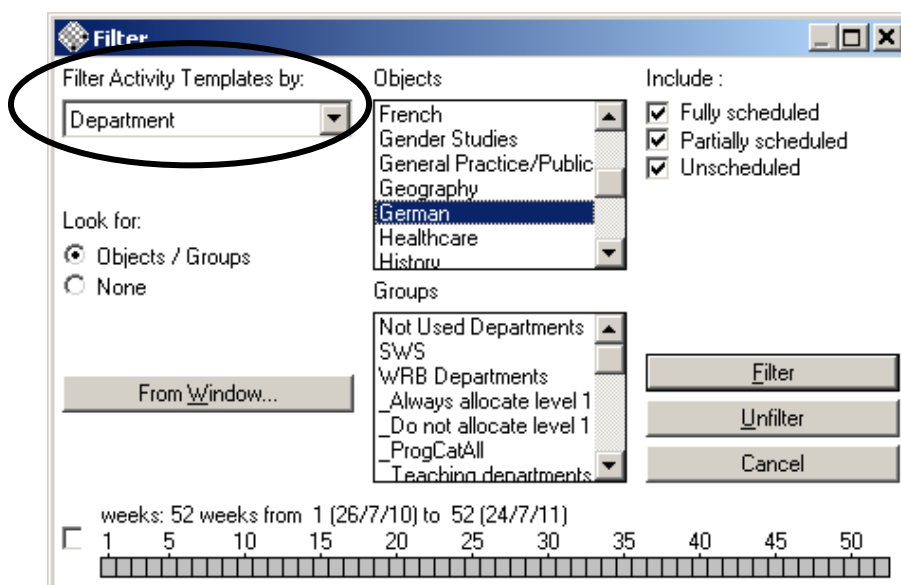 Filter
Filter Activity Templates by:
Department
Look for:
Objects / Groups
None
From Window...
Objects
French
Gender Studies
General Practice/Public
Geography
German
Healthcare
History
Groups
Not Used Departments
SWS
WRB Departments
_Always allocate level 1
_Do not allocate level 1
_ProgCatAll
_Teaching departments
Include :
Fully scheduled
Partially scheduled
Unscheduled
Filter
Unfilter
Cancel
weeks: 52 weeks from 1 (26/7/10) to 52 (24/7/11)
1 5 10 15 20 25 30 35 40 45 50